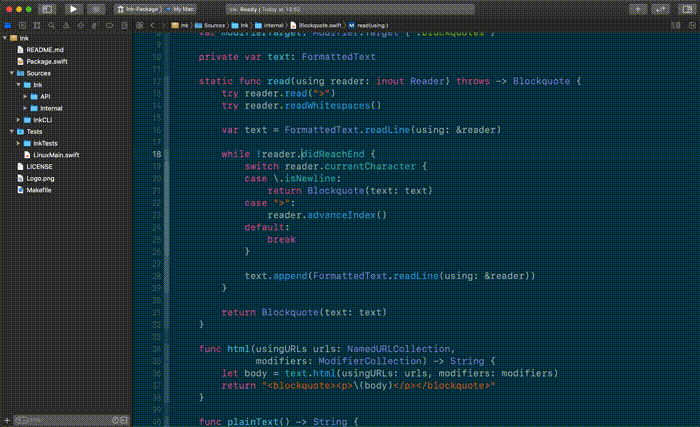 Ink-Package
My Mac
Ink: Ready | Today at 13:52
Ink
Sources
Ink
Internal
Blockquote.swift
read(using:)
Ink
README.md
Package.swift
Sources
Ink
API
Internal
InkCLI
Tests
InkTests
LinuxMain.swift
LICENSE
Logo.png
Makefile
10 private var text: FormattedText
11
12 static func read(using reader: inout Reader) throws -> Blockquote {
13 try reader.read(">")
14 try reader.readWhitespaces()
15
16 var text = FormattedText.readLine(using: &reader)
17
18 while !reader.didReachEnd {
19 switch reader.currentCharacter {
20 case \.isNewline:
21 return Blockquote(text: text)
22 case ">":
23 reader.advanceIndex()
24 default:
25 break
26 }
27
28 text.append(FormattedText.readLine(using: &reader))
29 }
30
31 return Blockquote(text: text)
32 }
33
34 func html(usingURLs urls: NamedURLCollection,
35 modifiers: ModifierCollection) -> String {
36 let body = text.html(usingURLs: urls, modifiers: modifiers)
37 return "<blockquote><p>\(body)</p></blockquote>"
38 }
39
40 func plainText() -> String {